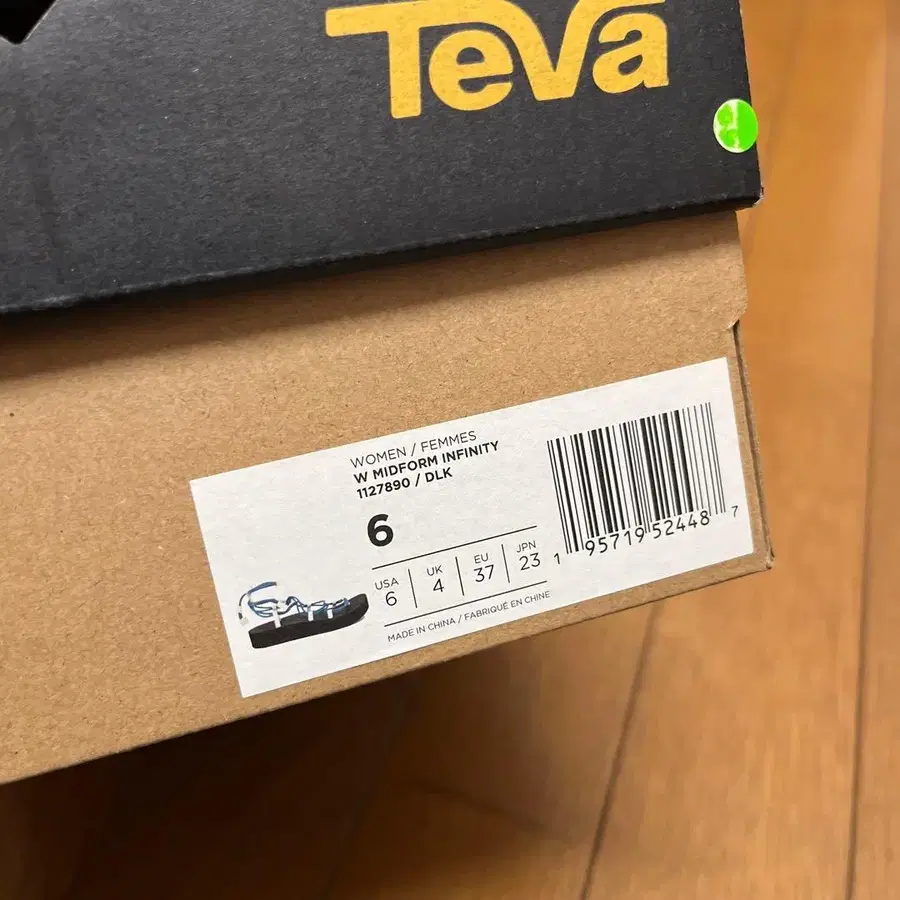 Teva
WOMEN / FEMMES
W MIDFORM INFINITY
1127890 / DLK
6
USA UK EU JPN
6 4 37 23
MADE IN CHINA / FABRIQUÉ EN CHINE
1 95719 52448 7